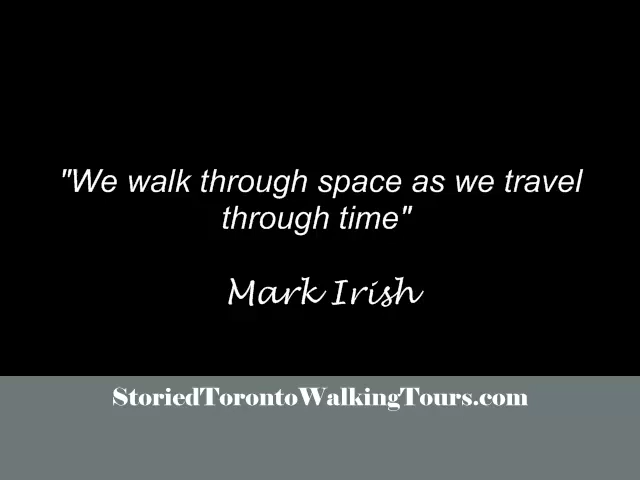 "We walk through space as we travel
through time"
Mark Irish
StoriedTorontoWalkingTours.com